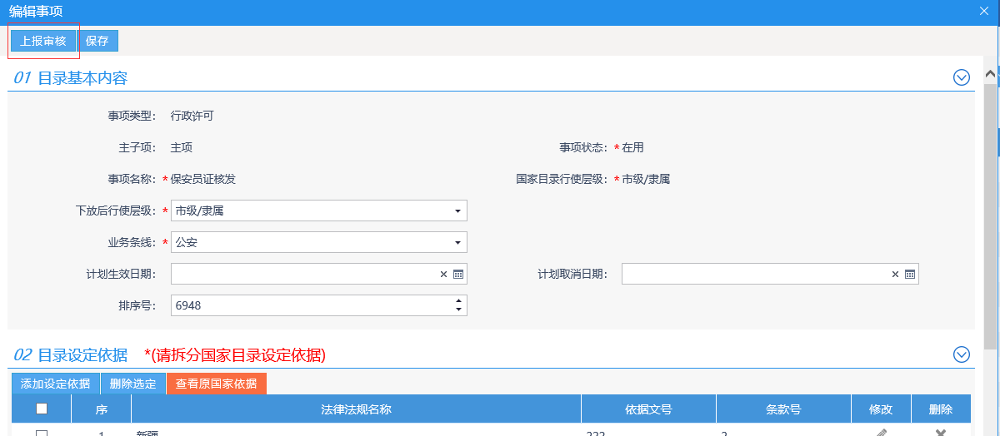 编辑事项
上报审核 保存
01 目录基本内容
事项类型： 行政许可
主子项： 主项 事项状态： *在用
事项名称： *保安员证核发 国家目录行使层级： *市级/隶属
下放后行使层级： * 市级/隶属
业务条线： * 公安
计划生效日期： 计划取消日期：
排序号： 6948
02 目录设定依据 *(请拆分国家目录设定依据)
添加设定依据 删除选定 查看原国家依据
序 法律法规名称 依据文号 条款号 修改 删除
1 新疆 222 2